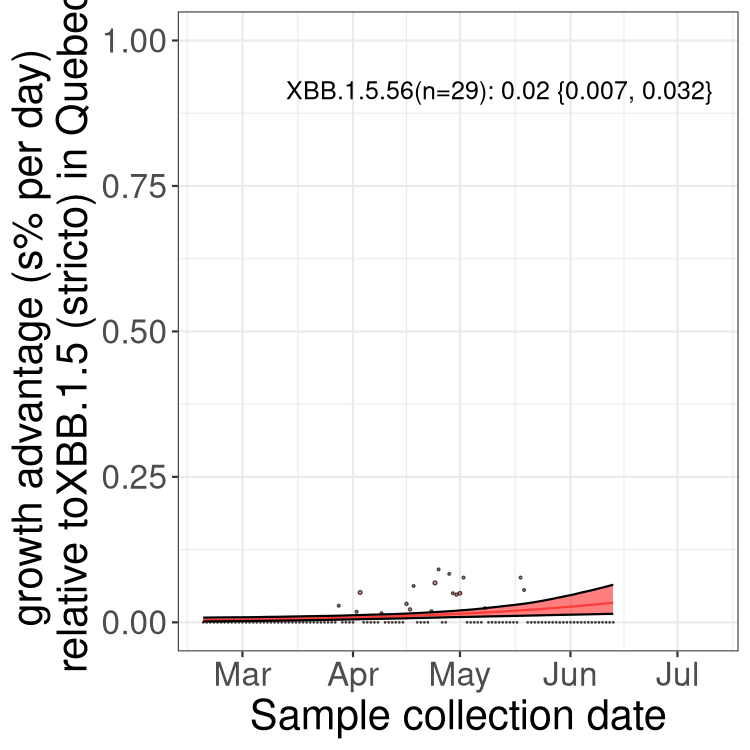 growth advantage (s% per day)
relative toXBB.1.5 (stricto) in Quebec
1.00
0.75
0.50
0.25
0.00
XBB.1.5.56(n=29): 0.02 {0.007, 0.032}
Mar
Apr
May
Jun
Jul
Sample collection date